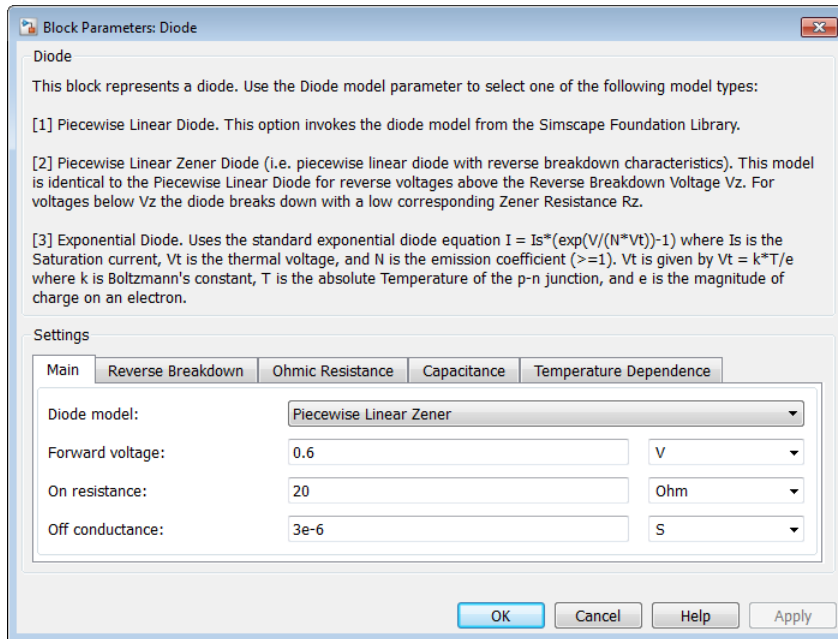 Block Parameters: Diode
Diode
This block represents a diode. Use the Diode model parameter to select one of the following model types:
[1] Piecewise Linear Diode. This option invokes the diode model from the Simscape Foundation Library.
[2] Piecewise Linear Zener Diode (i.e. piecewise linear diode with reverse breakdown characteristics). This model
is identical to the Piecewise Linear Diode for reverse voltages above the Reverse Breakdown Voltage Vz. For
voltages below Vz the diode breaks down with a low corresponding Zener Resistance Rz.
[3] Exponential Diode. Uses the standard exponential diode equation I = Is*(exp(V/(N*Vt))-1) where Is is the
Saturation current, Vt is the thermal voltage, and N is the emission coefficient (>=1). Vt is given by Vt = k*T/e
where k is Boltzmann's constant, T is the absolute Temperature of the p-n junction, and e is the magnitude of
charge on an electron.
Settings
Main Reverse Breakdown Ohmic Resistance Capacitance Temperature Dependence
Diode model: Piecewise Linear Zener
Forward voltage: 0.6 V
On resistance: 20 Ohm
Off conductance: 3e-6 S
OK Cancel Help Apply